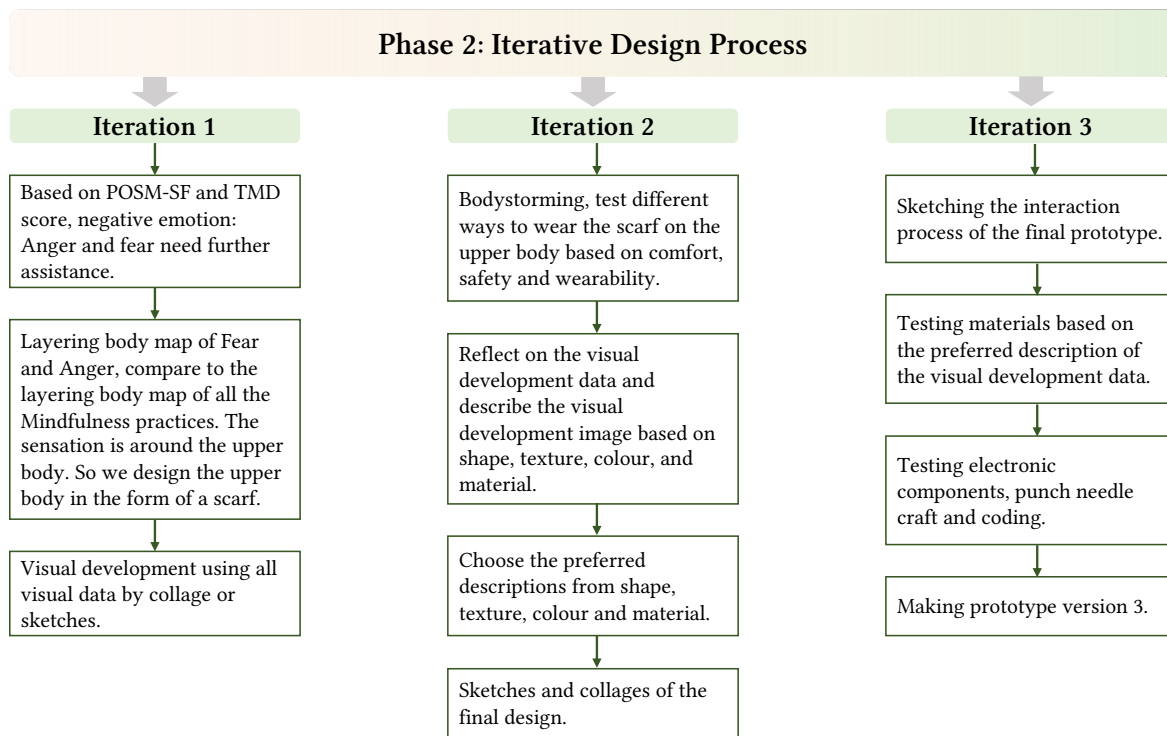 Phase 2: Iterative Design Process
Iteration 1
Based on POSM-SF and TMD
score, negative emotion:
Anger and fear need further
assistance.
Layering body map of Fear
and Anger, compare to the
layering body map of all the
Mindfulness practices. The
sensation is around the upper
body. So we design the upper
body in the form of a scarf.
Visual development using all
visual data by collage or
sketches.
Iteration 2
Bodystorming, test different
ways to wear the scarf on the
upper body based on comfort,
safety and wearability.
Reflect on the visual
development data and
describe the visual
development image based on
shape, texture, colour, and
material.
Choose the preferred
descriptions from shape,
texture, colour and material.
Sketches and collages of the
final design.
Iteration 3
Sketching the interaction
process of the final prototype.
Testing materials based on
the preferred description of
the visual development data.
Testing electronic
components, punch needle
craft and coding.
Making prototype version 3.